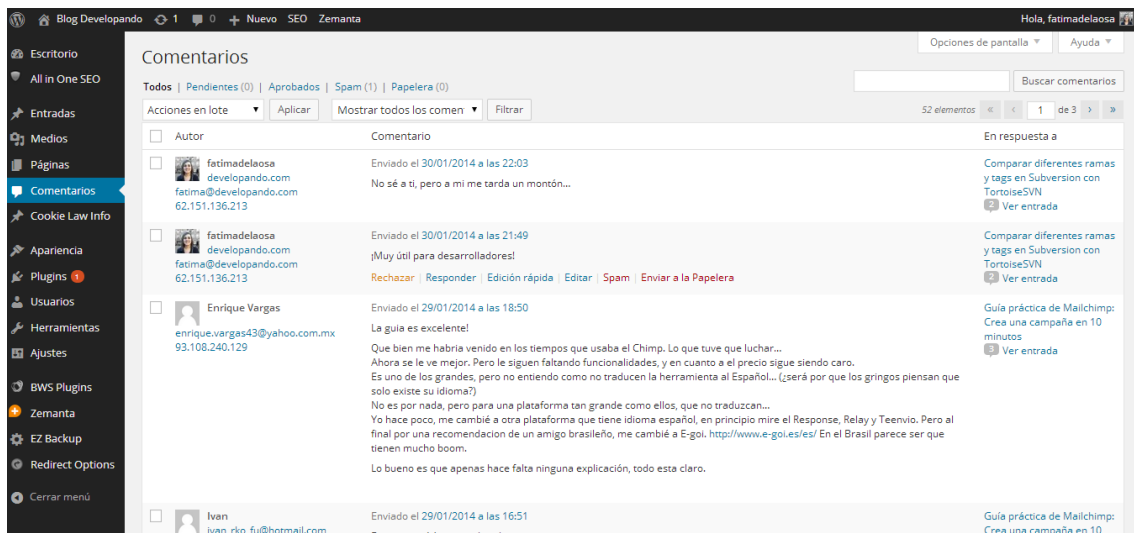 Blog Developando 1 0 + Nuevo SEO Zemanta
Hola, fatimadelaosa
Escritorio
All in One SEO
Entradas
Medios
Páginas
Comentarios
Cookie Law Info
Apariencia
Plugins 1
Usuarios
Herramientas
Ajustes
BWS Plugins
Zemanta
EZ Backup
Redirect Options
Cerrar menú
Opciones de pantalla
Ayuda
Comentarios
Todos | Pendientes (0) | Aprobados | Spam (1) | Papelera (0)
Buscar comentarios
Acciones en lote
Aplicar
Mostrar todos los comen
Filtrar
52 elementos « ‹ 1 de 3 › »
Autor
Comentario
En respuesta a
fatimadelaosa
developando.com
fatima@developando.com
62.151.136.213
Enviado el 30/01/2014 a las 22:03
No sé a ti, pero a mi me tarda un montón...
Comparar diferentes ramas
y tags en Subversion con
TortoiseSVN
2 Ver entrada
fatimadelaosa
developando.com
fatima@developando.com
62.151.136.213
Enviado el 30/01/2014 a las 21:49
¡Muy útil para desarrolladores!
Rechazar | Responder | Edición rápida | Editar | Spam | Enviar a la Papelera
Comparar diferentes ramas
y tags en Subversion con
TortoiseSVN
2 Ver entrada
Enrique Vargas
enrique.vargas43@yahoo.com.mx
93.108.240.129
Enviado el 29/01/2014 a las 18:50
La guia es excelente!
Que bien me habria venido en los tiempos que usaba el Chimp. Lo que tuve que luchar...
Ahora se le ve mejor. Pero le siguen faltando funcionalidades, y en cuanto a el precio sigue siendo caro.
Es uno de los grandes, pero no entiendo como no traducen la herramienta al Español... (¿será por que los gringos piensan que
solo existe su idioma?)
No es por nada, pero para una plataforma tan grande como ellos, que no traduzcan...
Yo hace poco, me cambié a otra plataforma que tiene idioma español, en principio mire el Response, Relay y Teenvio. Pero al
final por una recomendacion de un amigo brasileño, me cambié a E-goi. http://www.e-goi.es/es/ En el Brasil parece ser que
tienen mucho boom.
Lo bueno es que apenas hace falta ninguna explicación, todo esta claro.
Guía práctica de Mailchimp:
Crea una campaña en 10
minutos
3 Ver entrada
Ivan
ivan_rko_fu@hotmail.com
Enviado el 29/01/2014 a las 16:51
Guía práctica de Mailchimp:
Crea una campaña en 10